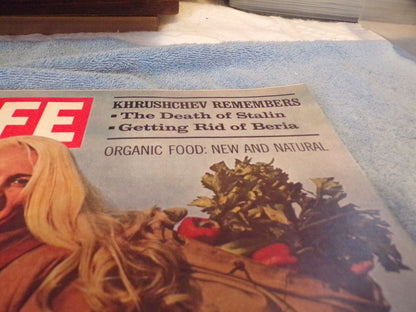 FE
KHRUSHCHEV REMEMBERS
▪ The Death of Stalin
▪ Getting Rid of Beria
ORGANIC FOOD: NEW AND NATURAL